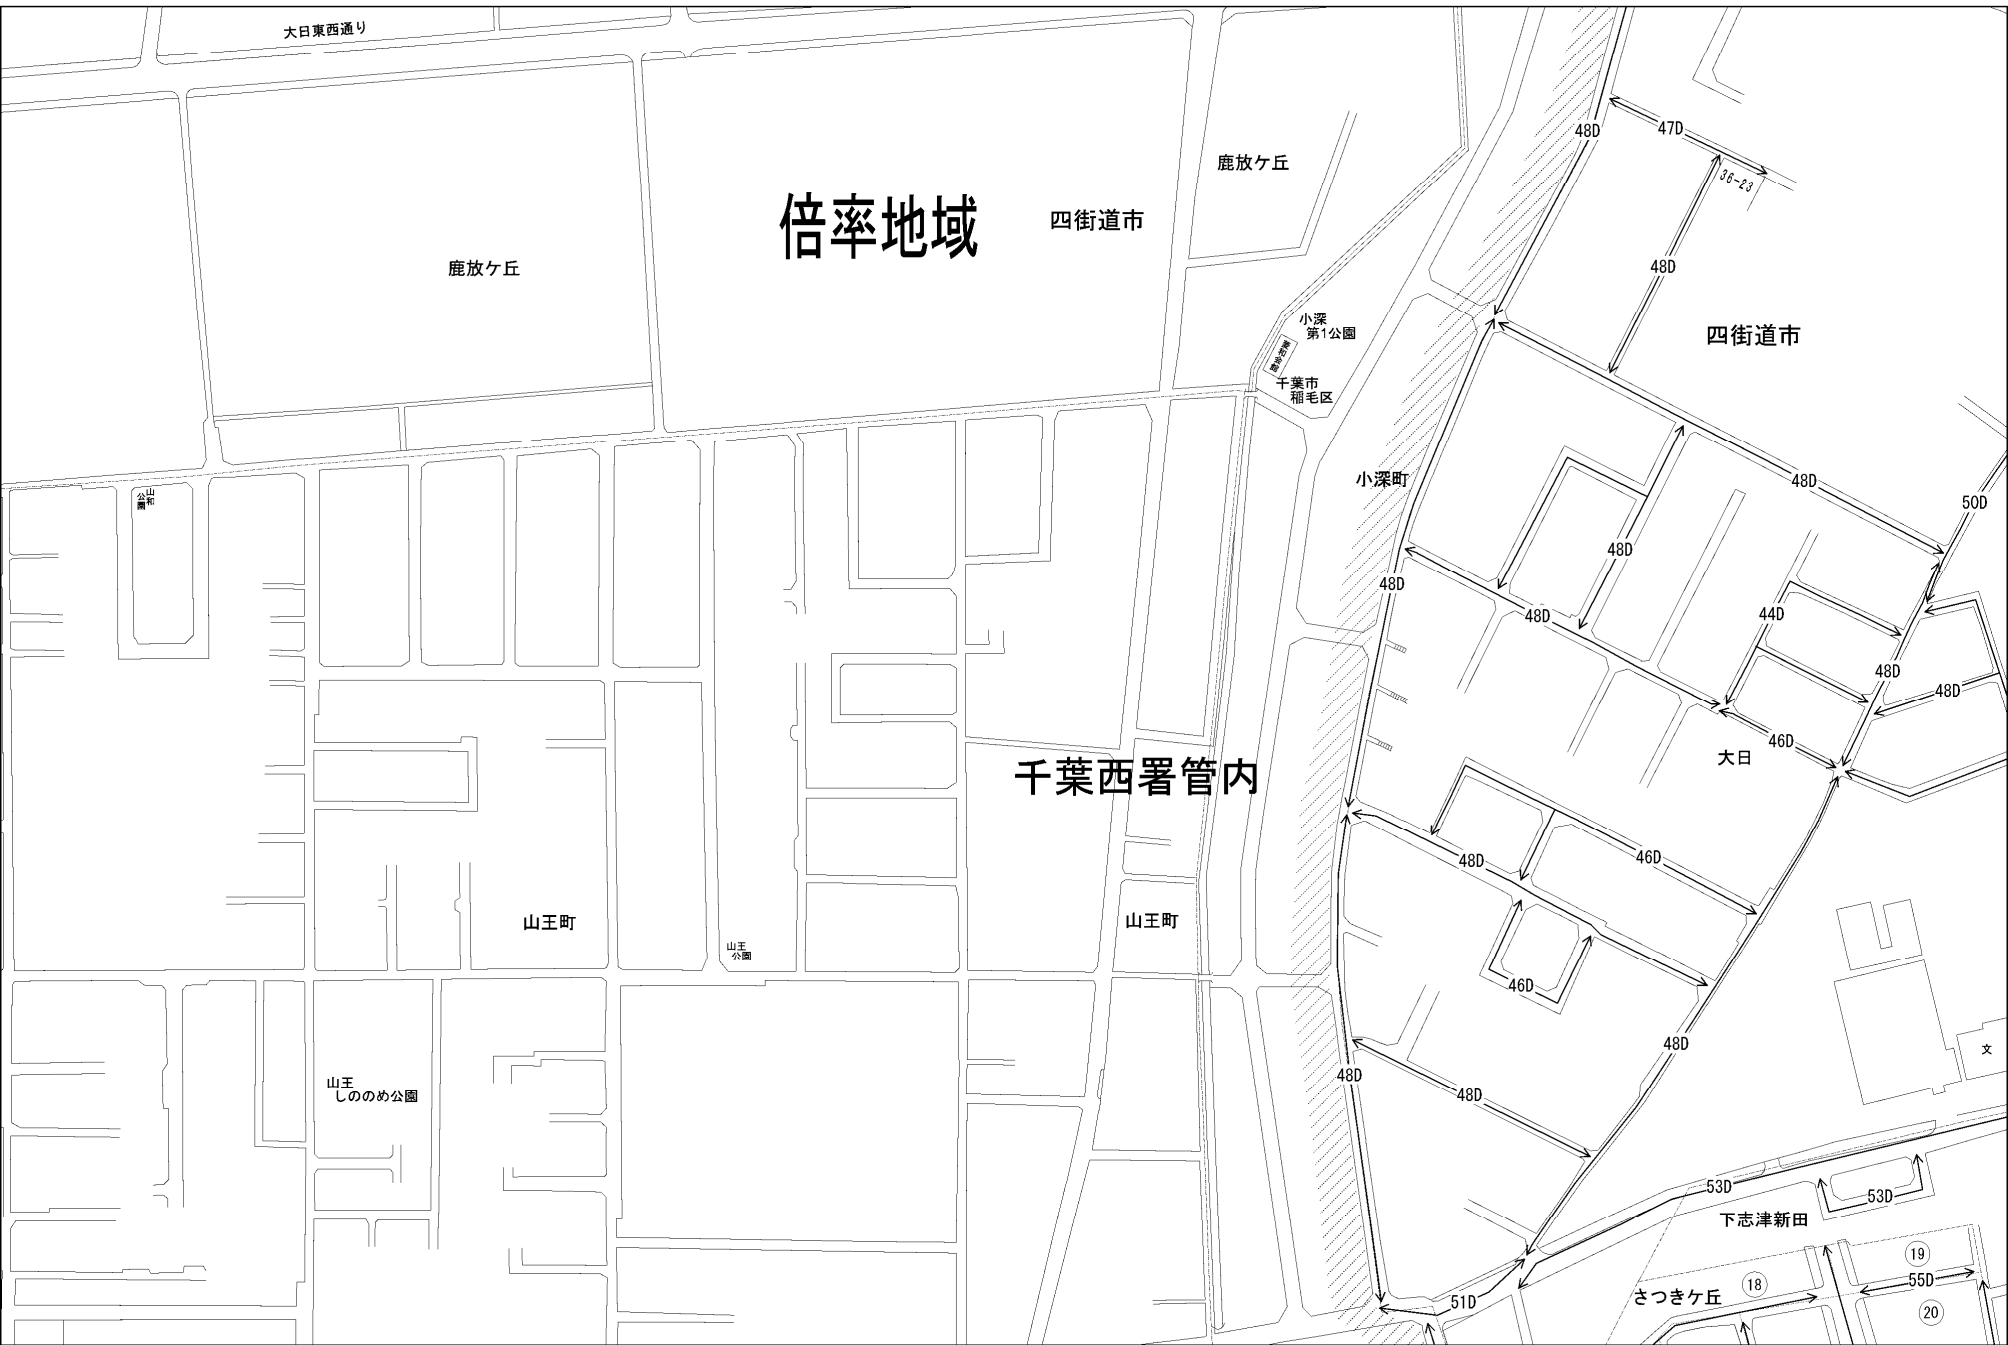 大日東西通り
48D
47D
鹿放ケ丘
36-23
倍率地域
四街道市
鹿放ケ丘
48D
小深
第1公園
四街道市
千葉市
稲毛区
小深町
48D
50D
山和
公園
48D
48D
48D
44D
48D
48D
46D
大日
千葉西署管内
48D
46D
山王町
山王町
山王
公園
46D
48D
文
48D
山王
しののめ公園
48D
53D
53D
下志津新田
19
18
55D
さつきケ丘
51D
20